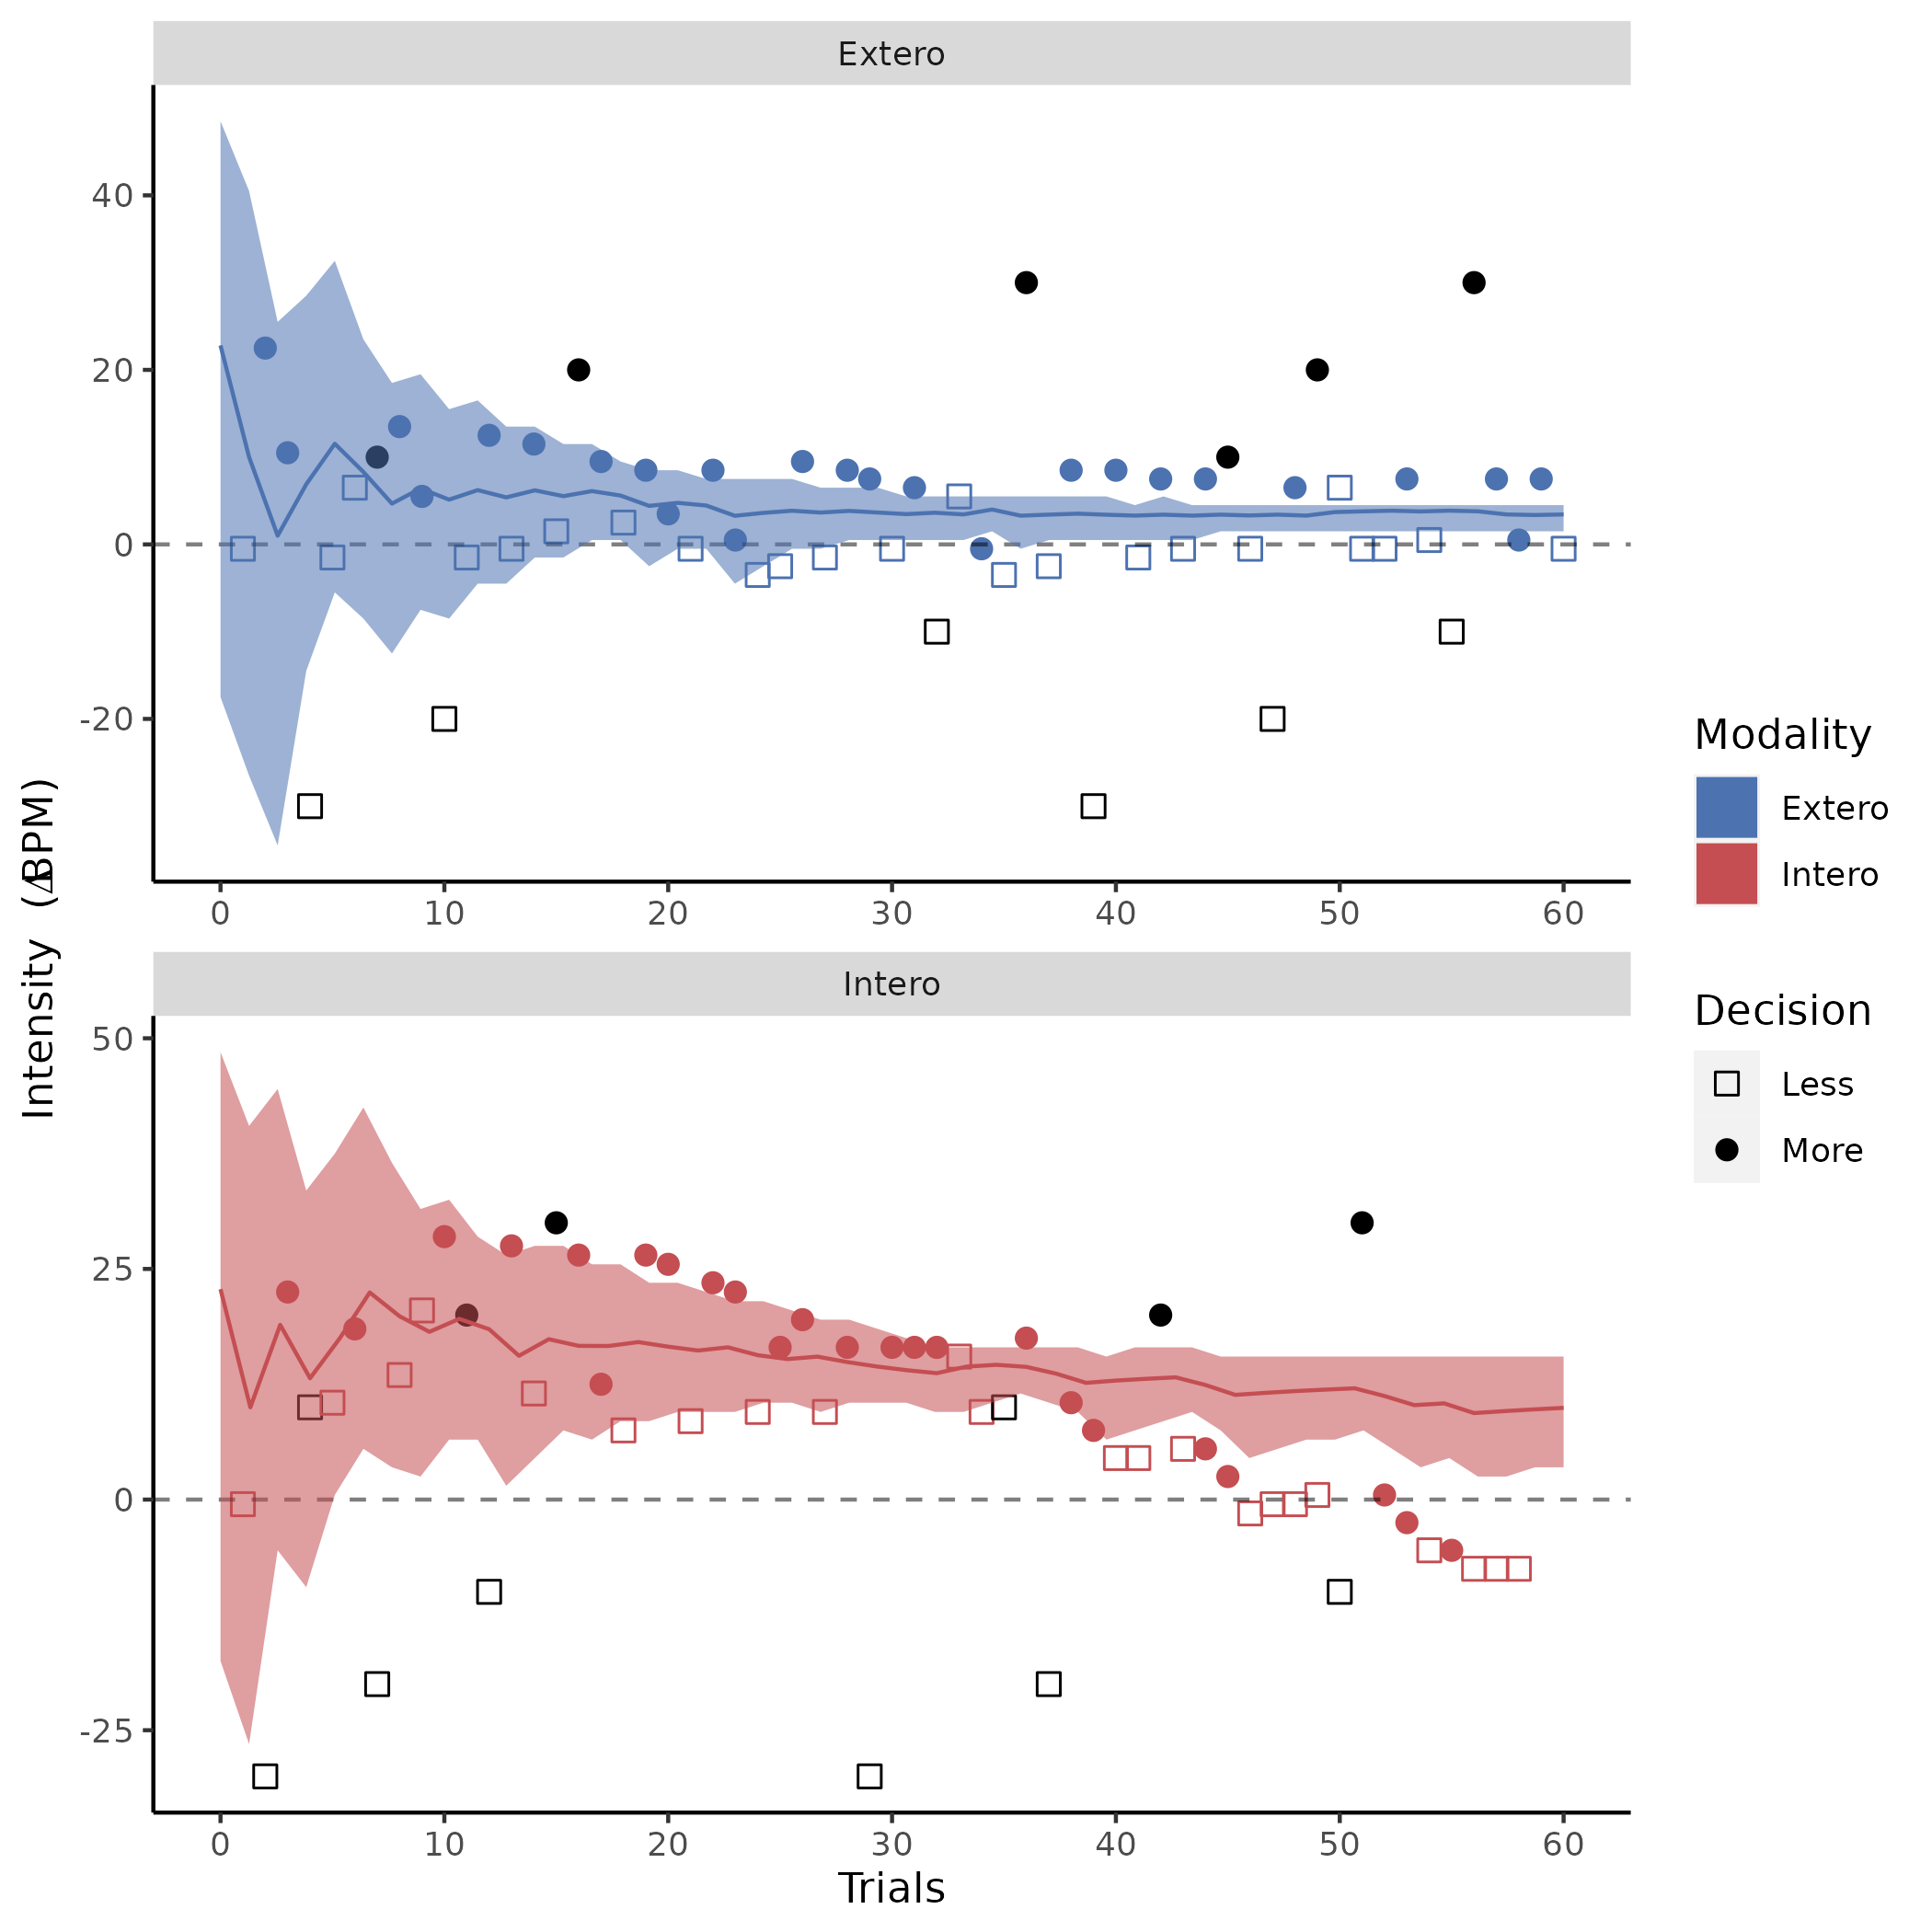 Extero
40
20
0
-20
0 10 20 30 40 50 60
Intero
50
25
0
-25
0 10 20 30 40 50 60
Trials
Intensity (ΔBPM)
Modality
Extero
Intero
Decision
Less
More